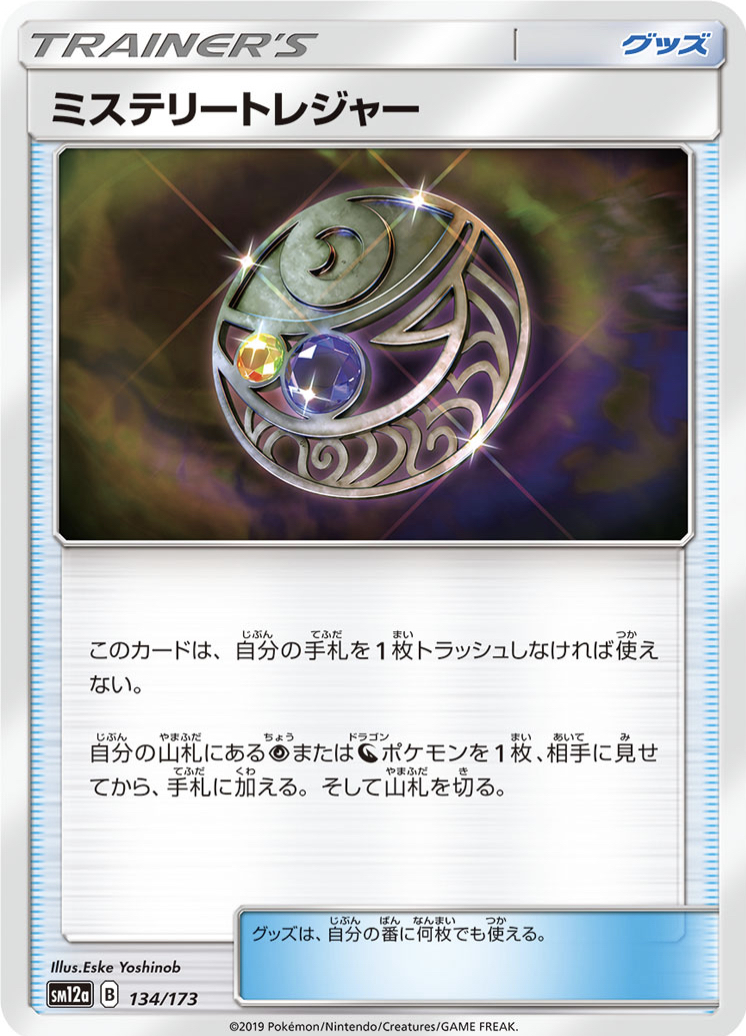 TRAINER'S グッズ
ミステリートレジャー
このカードは、自分の手札を1枚トラッシュしなければ使え
ない。
自分の山札にあるまたはポケモンを1枚、相手に見せ
てから、手札に加える。そして山札を切る。
グッズは、自分の番に何枚でも使える。
Illus.Eske Yoshinob
sm12a B 134/173
©2019 Pokémon/Nintendo/Creatures/GAME FREAK.